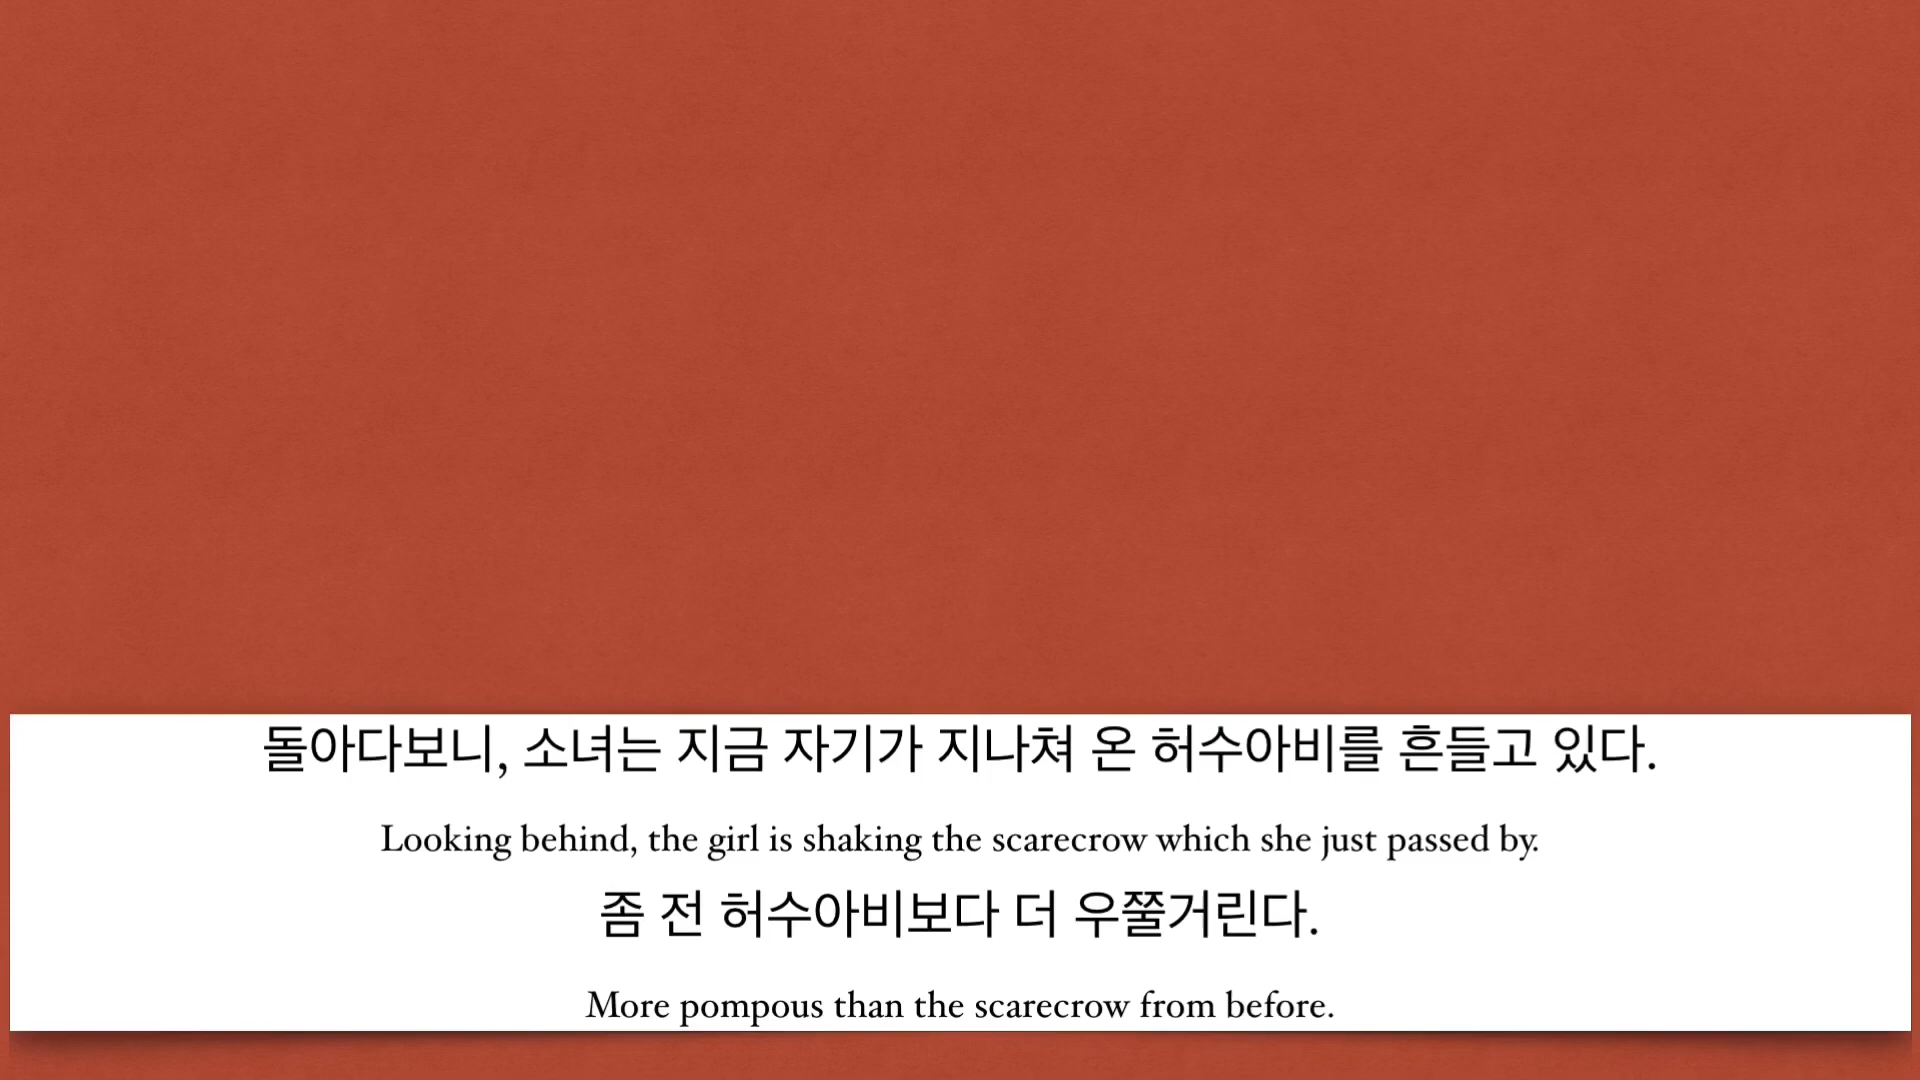 돌아다보니, 소녀는 지금 자기가 지나쳐 온 허수아비를 흔들고 있다.
Looking behind, the girl is shaking the scarecrow which she just passed by.
좀 전 허수아비보다 더 우쭐거린다.
More pompous than the scarecrow from before.